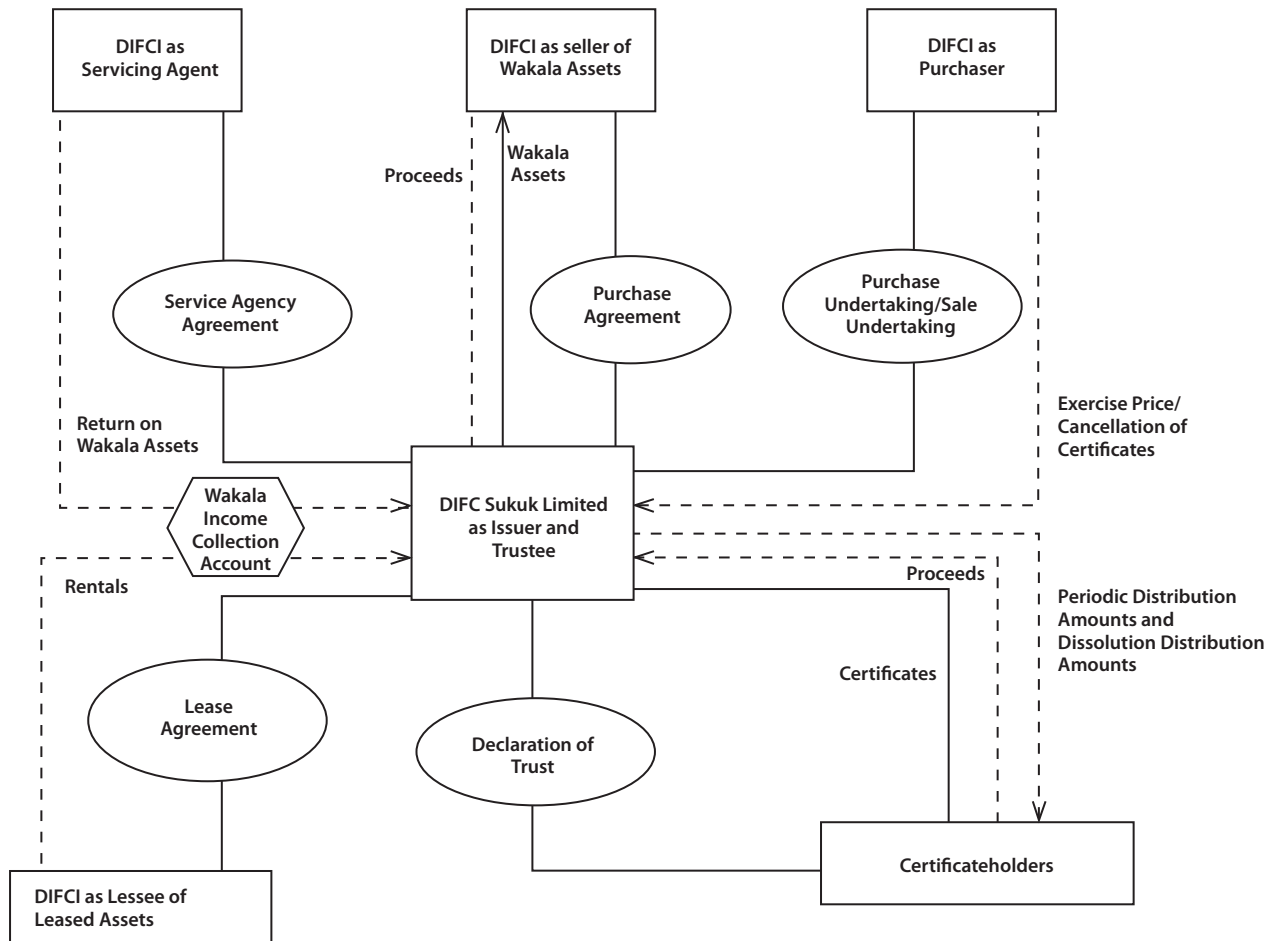 DIFCI as
Servicing Agent
DIFCI as seller of
Wakala Assets
DIFCI as
Purchaser
Proceeds
Wakala
Assets
Service Agency
Agreement
Purchase
Agreement
Purchase
Undertaking/Sale
Undertaking
Return on
Wakala Assets
Exercise Price/
Cancellation of
Certificates
Wakala
Income
Collection
Account
DIFC Sukuk Limited
as Issuer and
Trustee
Rentals
Proceeds
Periodic Distribution
Amounts and
Dissolution Distribution
Amounts
Certificates
Lease
Agreement
Declaration of
Trust
Certificateholders
DIFCI as Lessee of
Leased Assets